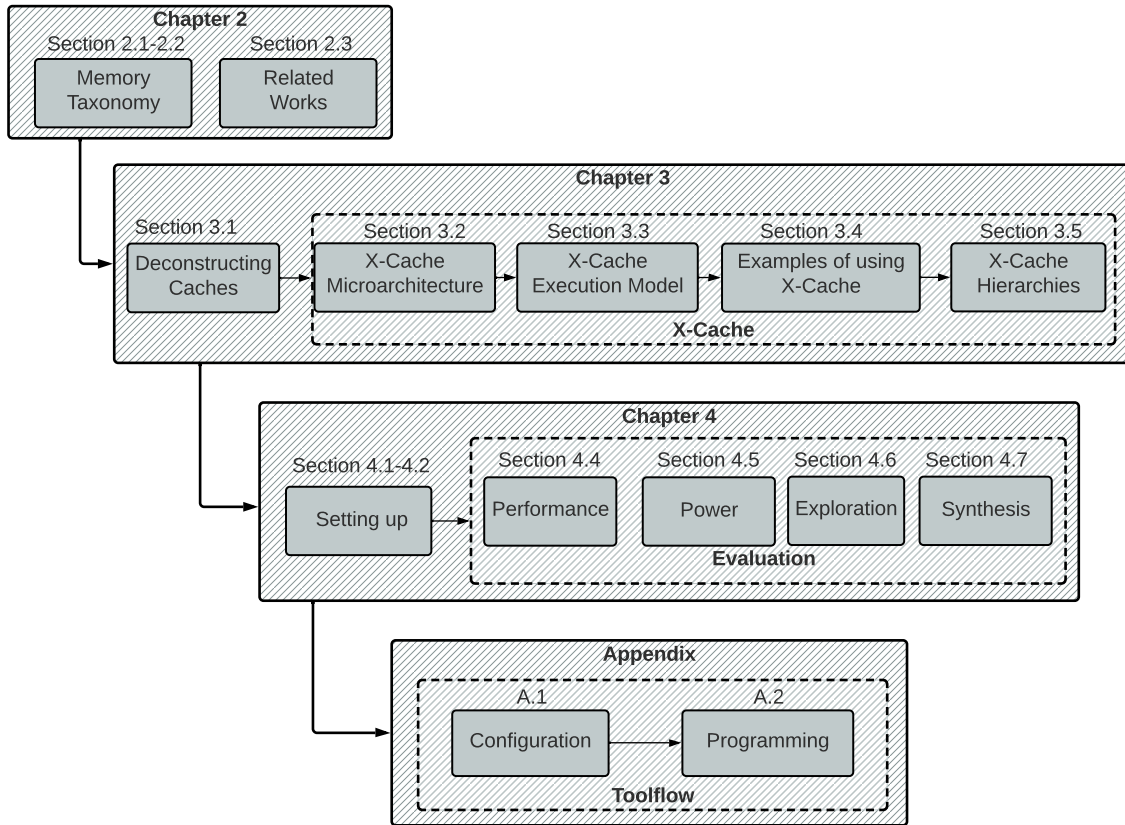 Chapter 2
Section 2.1-2.2
Memory
Taxonomy
Section 2.3
Related
Works
Chapter 3
Section 3.1
Deconstructing
Caches
Section 3.2
X-Cache
Microarchitecture
Section 3.3
X-Cache
Execution Model
Section 3.4
Examples of using
X-Cache
Section 3.5
X-Cache
Hierarchies
X-Cache
Chapter 4
Section 4.1-4.2
Setting up
Section 4.4
Performance
Section 4.5
Power
Section 4.6
Exploration
Section 4.7
Synthesis
Evaluation
Appendix
A.1
Configuration
A.2
Programming
Toolflow